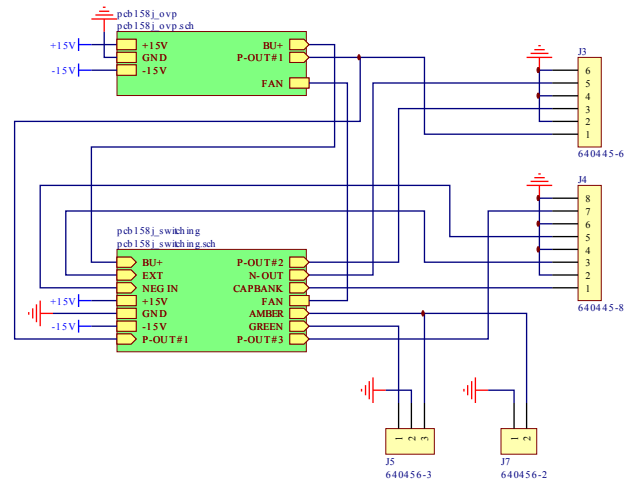 pcb158j_ovp
pcb158j_ovp.sch
+15V
+15V
BU+
GND
P-OUT#1
-15V
-15V
FAN
J3
6
5
4
3
2
1
640445-6
J4
8
7
6
5
4
3
2
1
640445-8
pcb158j_switching
pcb158j_switching.sch
BU+
P-OUT#2
EXT
N-OUT
NEG IN
CAPBANK
+15V
+15V
FAN
GND
AMBER
-15V
-15V
GREEN
P-OUT#1
P-OUT#3
1
2
3
J5
640456-3
1
2
J7
640456-2